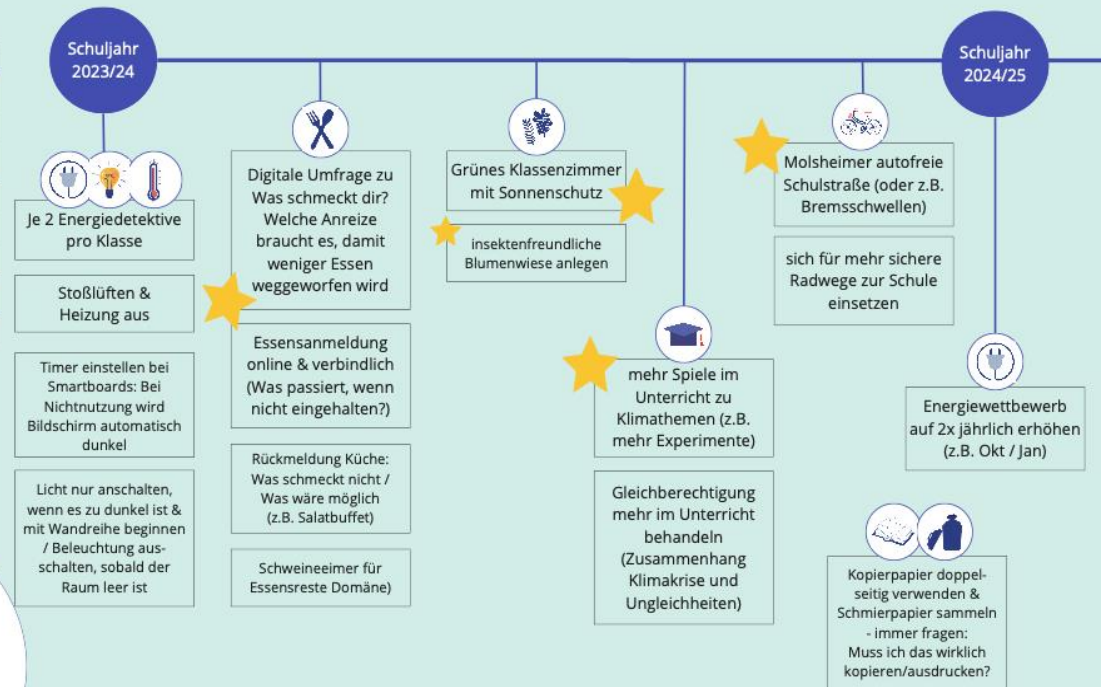 Schuljahr
2023/24
Je 2 Energiedetektive
pro Klasse
Stoßlüften &
Heizung aus
Timer einstellen bei
Smartboards: Bei
Nichtnutzung wird
Bildschirm automatisch
dunkel
Licht nur anschalten,
wenn es zu dunkel ist &
mit Wandreihe beginnen
/ Beleuchtung aus-
schalten, sobald der
Raum leer ist
Digitale Umfrage zu
Was schmeckt dir?
Welche Anreize
braucht es, damit
weniger Essen
weggeworfen wird
Essensanmeldung
online & verbindlich
(Was passiert, wenn
nicht eingehalten?)
Rückmeldung Küche:
Was schmeckt nicht /
Was wäre möglich
(z.B. Salatbuffet)
Schweineeimer für
Essensreste Domäne)
Grünes Klassenzimmer
mit Sonnenschutz
insektenfreundliche
Blumenwiese anlegen
mehr Spiele im
Unterricht zu
Klimathemen (z.B.
mehr Experimente)
Gleichberechtigung
mehr im Unterricht
behandeln
(Zusammenhang
Klimakrise und
Ungleichheiten)
Molsheimer autofreie
Schulstraße (oder z.B.
Bremsschwellen)
sich für mehr sichere
Radwege zur Schule
einsetzen
Schuljahr
2024/25
Energiewettbewerb
auf 2x jährlich erhöhen
(z.B. Okt / Jan)
Kopierpapier doppel-
seitig verwenden &
Schmierpapier sammeln
- immer fragen:
Muss ich das wirklich
kopieren/ausdrucken?